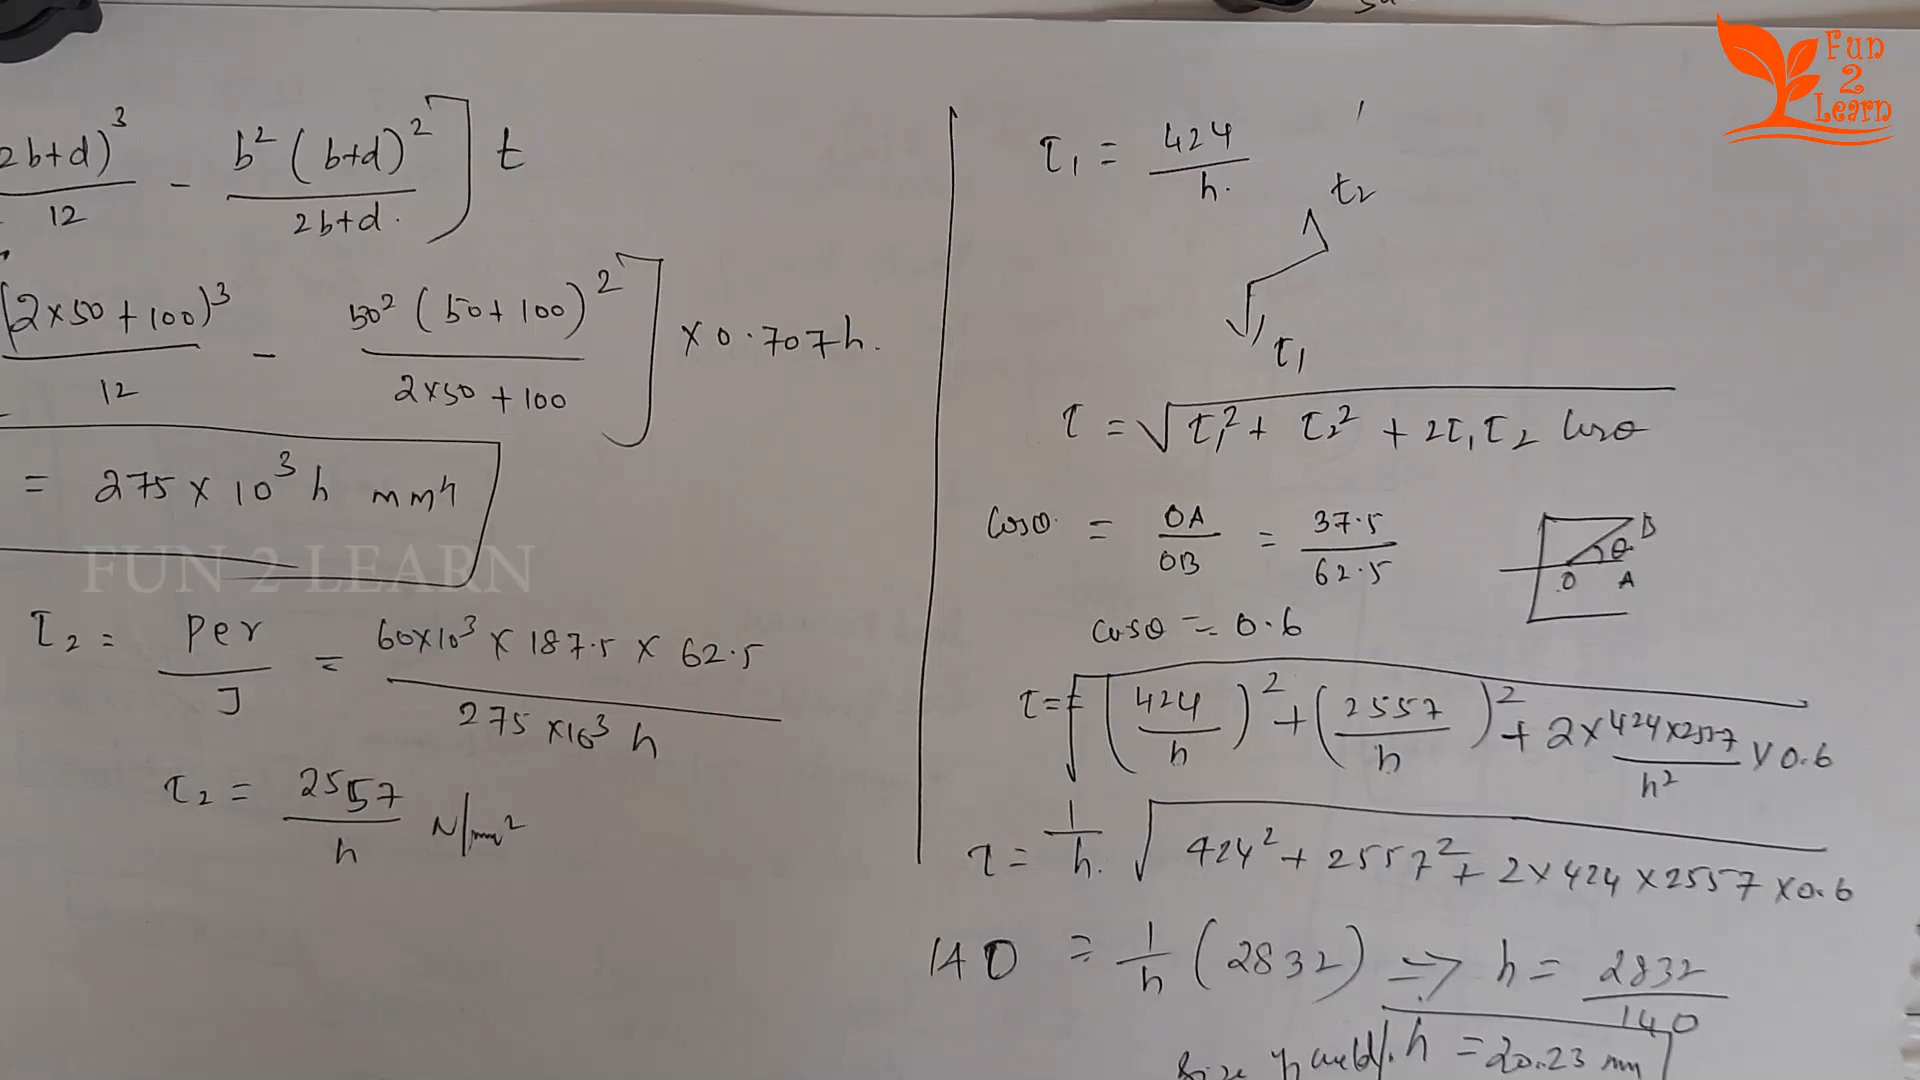 2b+d)³ / 12 - b² (b+d)² / 2b+d. ] t
(2×50+100)³ / 12 - 50² (50+100)² / 2×50+100 ] × 0.707h.
= 275 × 10³ h mm⁴
FUN 2 LEARN
τ₂ = Per / J = 60×10³ × 187.5 × 62.5 / 275×10³ h
τ₂ = 2557 / h N/mm²
τ₁ = 424 / h.
τ₂
τ₁
τ = √ τ₁² + τ₂² + 2τ₁τ₂ cosθ
cosθ = OA / OB = 37.5 / 62.5
B
θ
O A
cosθ = 0.6
τ = √ (424 / h)² + (2557 / h)² + 2× 424×2557 / h² × 0.6
τ = 1 / h. √ 424² + 2557² + 2×424×2557×0.6
140 = 1 / h (2832) ⇒ h = 2832 / 140
Size weld. h = 20.23 mm
Fun
2
Learn